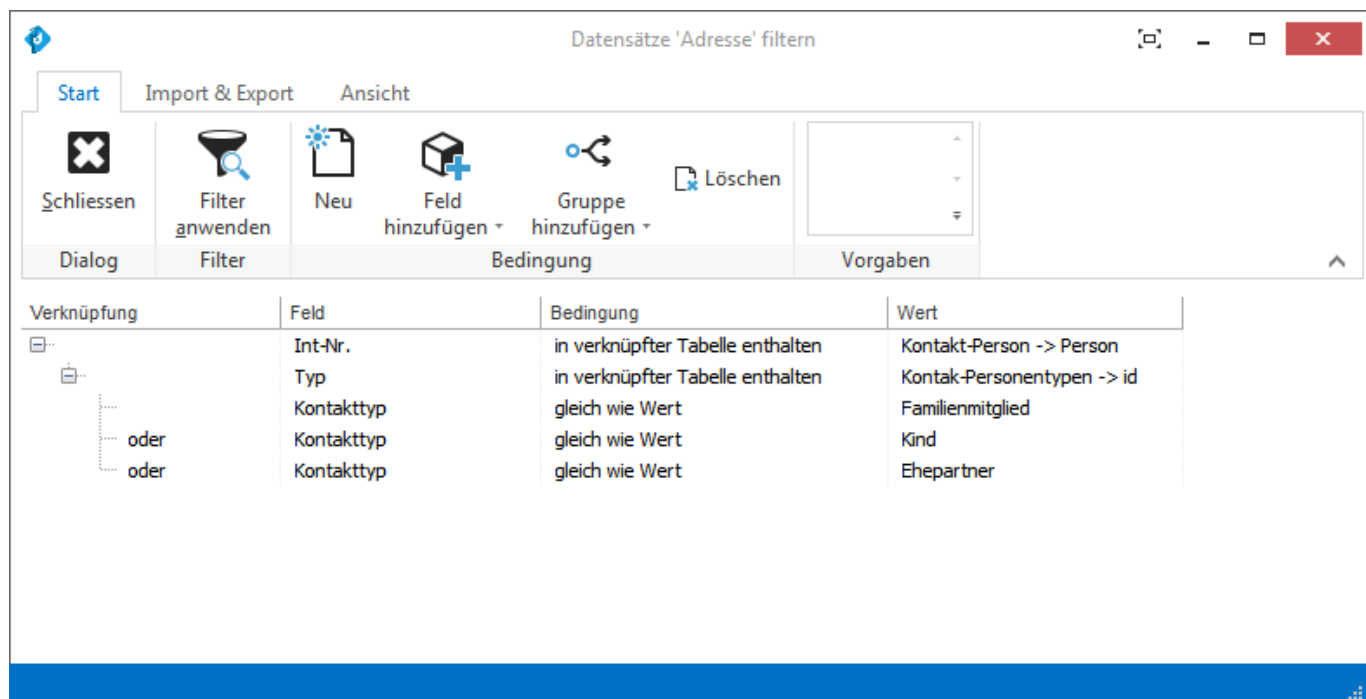 Datensätze 'Adresse' filtern
Start Import & Export Ansicht
Schliessen
Filter anwenden
Neu
Feld hinzufügen
Gruppe hinzufügen
Löschen
Dialog Filter Bedingung Vorgaben
Verknüpfung Feld Bedingung Wert
Int-Nr. in verknüpfter Tabelle enthalten Kontakt-Person -> Person
Typ in verknüpfter Tabelle enthalten Kontak-Personentypen -> id
Kontakttyp gleich wie Wert Familienmitglied
oder Kontakttyp gleich wie Wert Kind
oder Kontakttyp gleich wie Wert Ehepartner